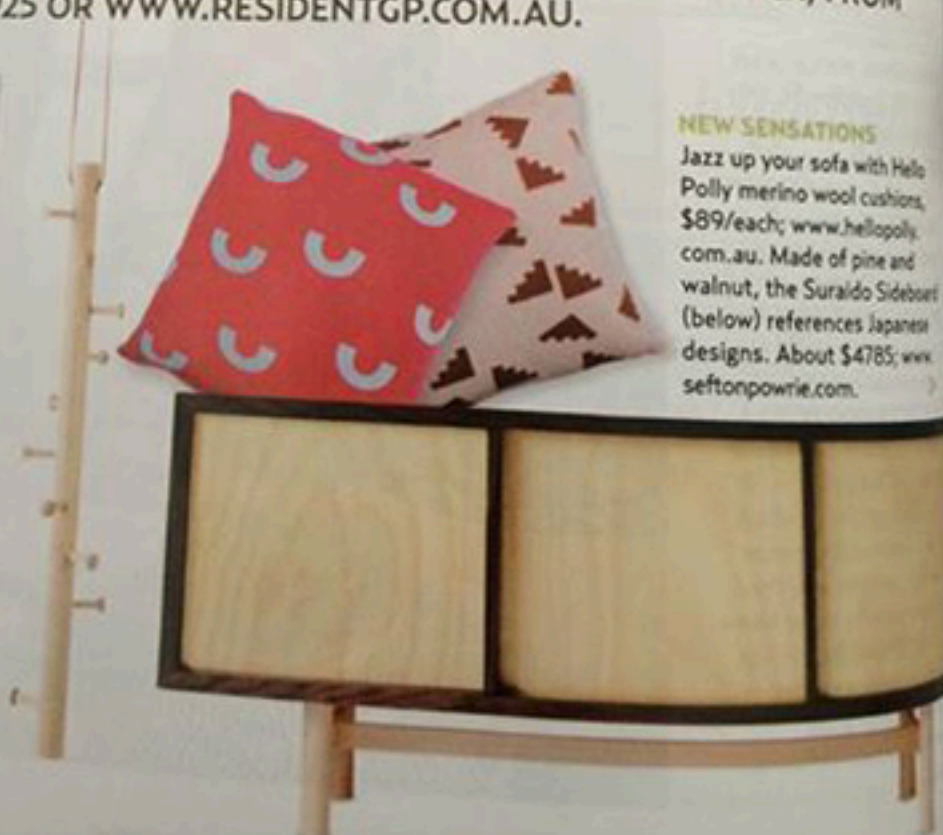 025 OR WWW.RESIDENTGP.COM.AU.
FROM
NEW SENSATIONS
Jazz up your sofa with Hello
Polly merino wool cushions,
$89/each; www.hellopolly.
com.au. Made of pine and
walnut, the Suraido Sideboard
(below) references Japanese
designs. About $4785; www
seftonpowrie.com.